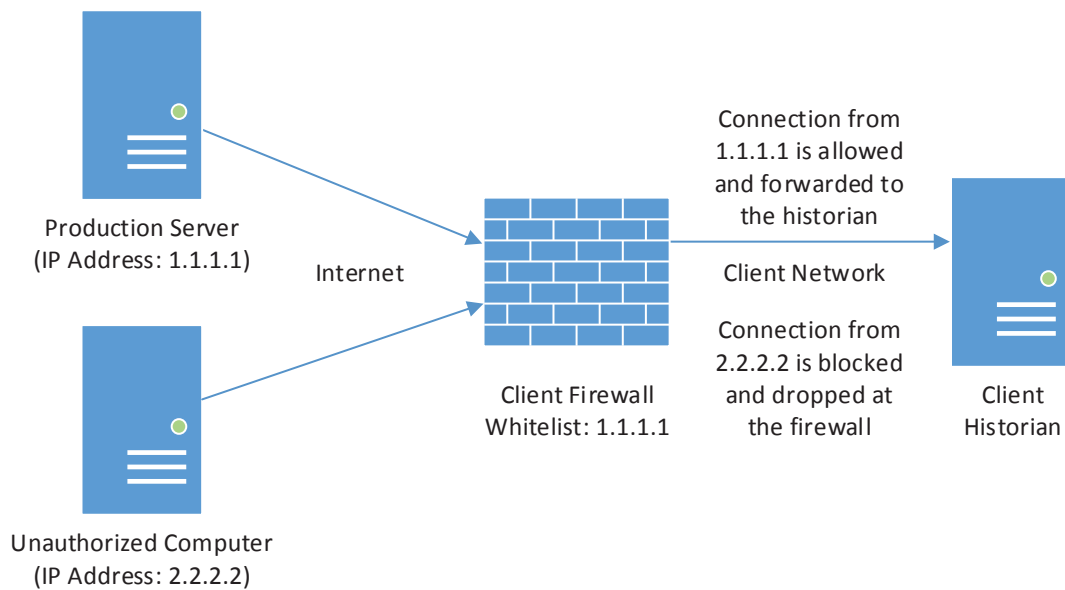 Production Server
(IP Address: 1.1.1.1)
Unauthorized Computer
(IP Address: 2.2.2.2)
Internet
Client Firewall
Whitelist: 1.1.1.1
Connection from
1.1.1.1 is allowed
and forwarded to
the historian
Client Network
Connection from
2.2.2.2 is blocked
and dropped at
the firewall
Client
Historian